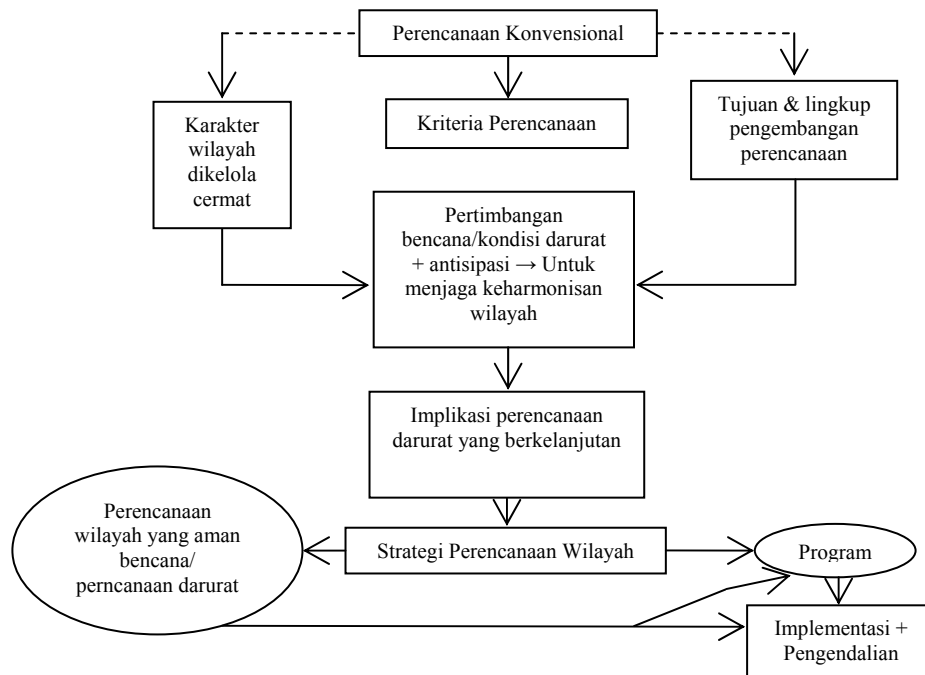 Perencanaan Konvensional
Kriteria Perencanaan
Karakter
wilayah
dikelola
cermat
Tujuan & lingkup
pengembangan
perencanaan
Pertimbangan
bencana/kondisi darurat
+ antisipasi → Untuk
menjaga keharmonisan
wilayah
Implikasi perencanaan
darurat yang berkelanjutan
Perencanaan
wilayah yang aman
bencana/
perncanaan darurat
Strategi Perencanaan Wilayah
Program
Implementasi +
Pengendalian